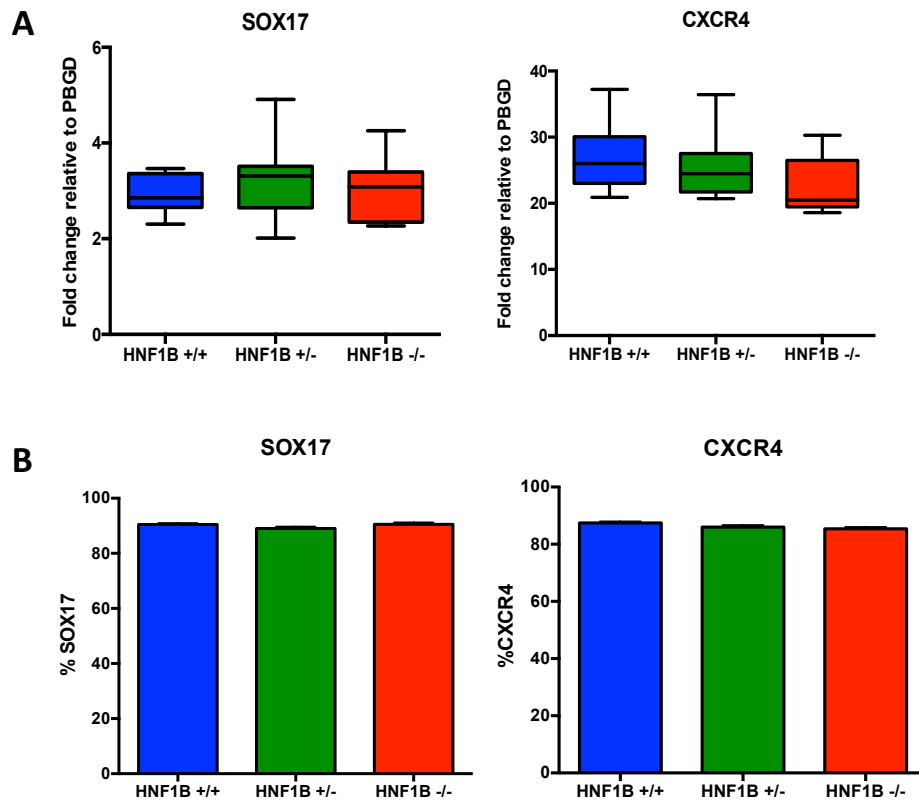 A
SOX17
CXCR4
Fold change relative to PBGD
6
4
2
0
HNF1B +/+ HNF1B +/- HNF1B -/-
Fold change relative to PBGD
40
30
20
10
0
HNF1B +/+ HNF1B +/- HNF1B -/-
B
SOX17
CXCR4
% SOX17
100
80
60
40
20
0
HNF1B +/+ HNF1B +/- HNF1B -/-
%CXCR4
100
80
60
40
20
0
HNF1B +/+ HNF1B +/- HNF1B -/-